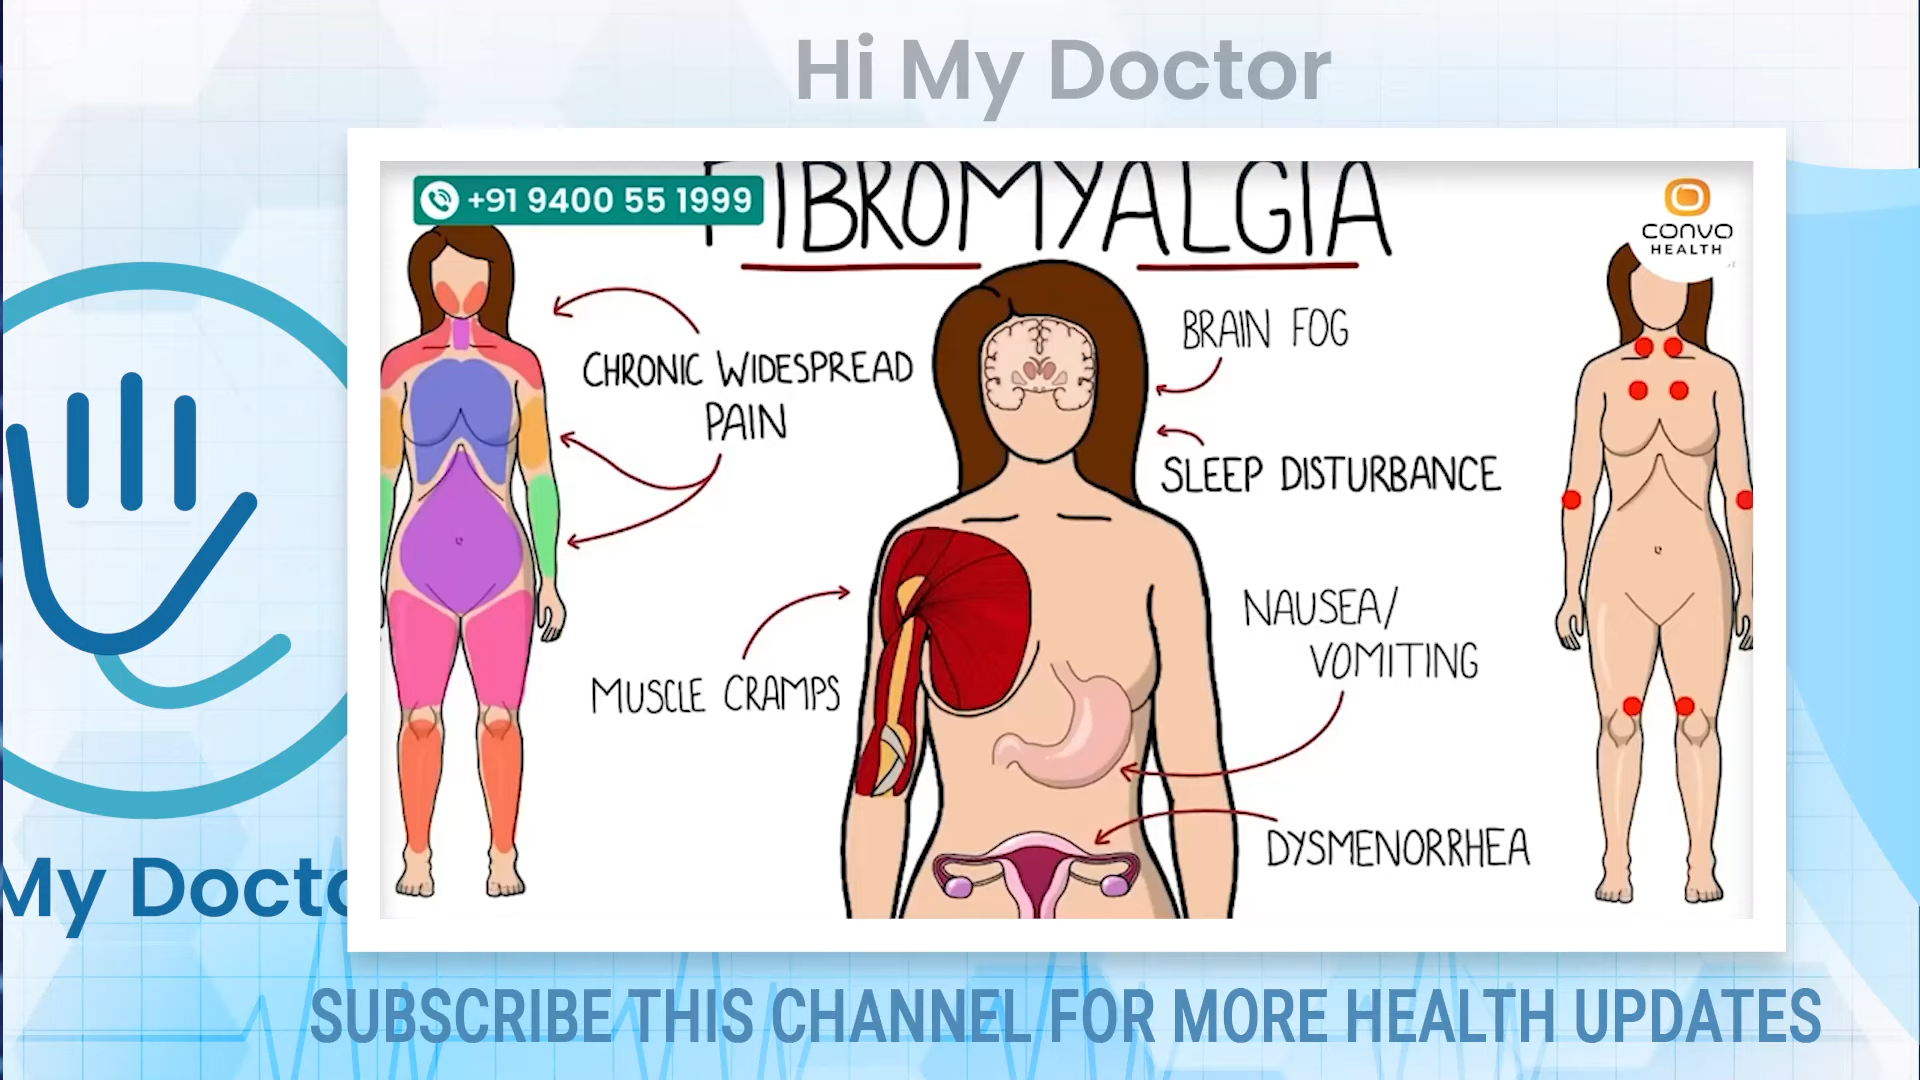 Hi My Doctor
FIBROMYALGIA
+91 9400 55 1999
CONVO
HEALTH
BRAIN FOG
CHRONIC WIDESPREAD
PAIN
SLEEP DISTURBANCE
NAUSEA/
VOMITING
MUSCLE CRAMPS
DYSMENORRHEA
My Docto
SUBSCRIBE THIS CHANNEL FOR MORE HEALTH UPDATES